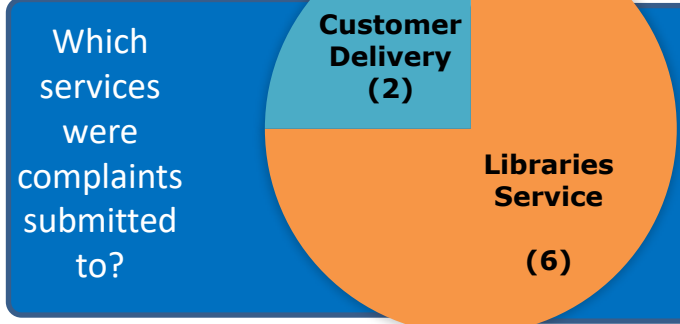 Which
services
were
complaints
submitted
to?
Customer
Delivery
(2)
Libraries
Service
(6)